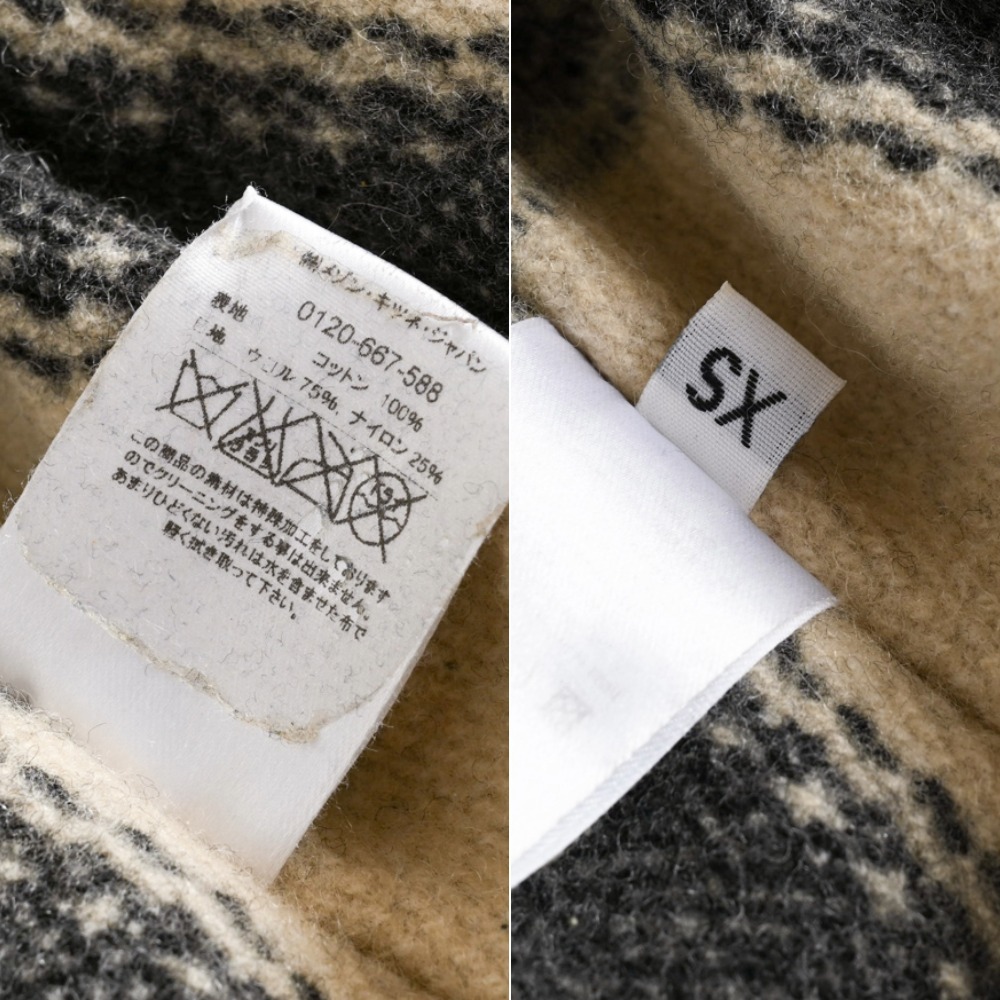 ㈱メゾン・キツネ・ジャパン
0120-667-588
表地 コットン 100%
地 ウール 75%, ナイロン 25%
この商品の素材は特殊加工をしております
のでクリーニングをする事は出来ません。
あまりひどくない汚れは水を含ませた布で
軽く拭き取って下さい。
XS